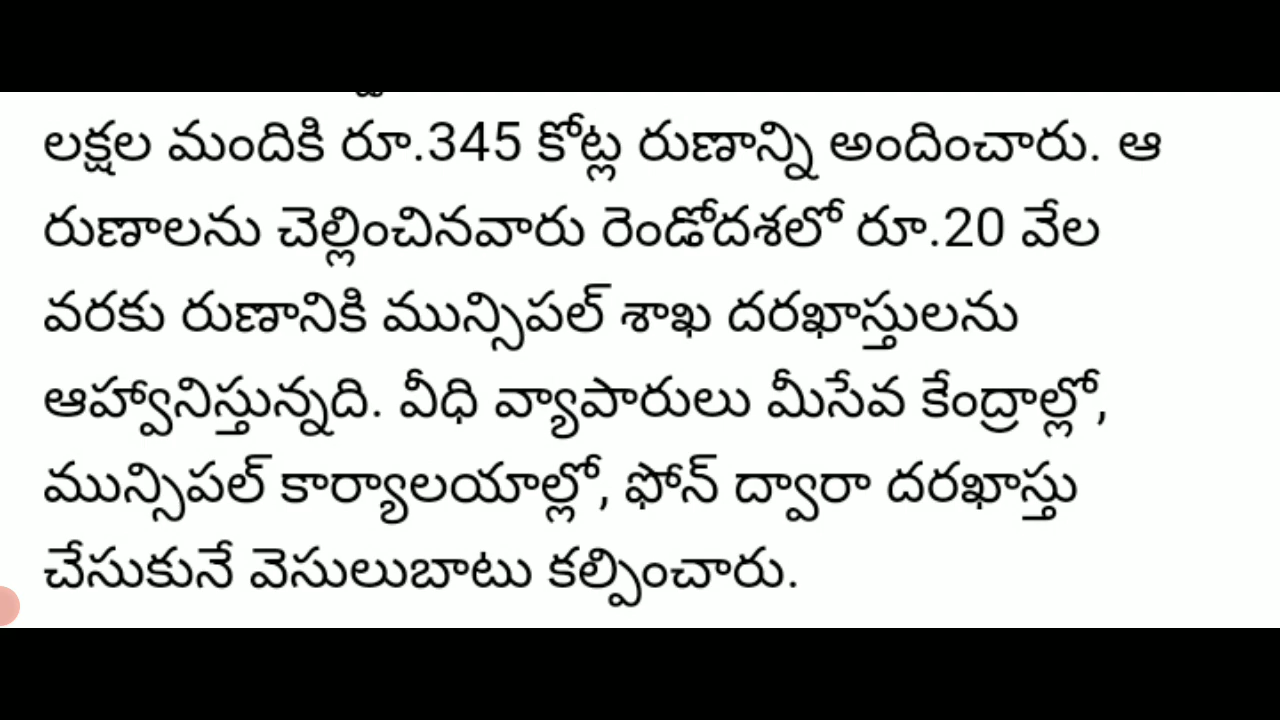 లక్షల మందికి రూ.345 కోట్ల రుణాన్ని అందించారు. ఆ
రుణాలను చెల్లించినవారు రెండోదశలో రూ.20 వేల
వరకు రుణానికి మున్సిపల్ శాఖ దరఖాస్తులను
ఆహ్వానిస్తున్నది. వీధి వ్యాపారులు మీసేవ కేంద్రాల్లో,
మున్సిపల్ కార్యాలయాల్లో, ఫోన్ ద్వారా దరఖాస్తు
చేసుకునే వెసులుబాటు కల్పించారు.